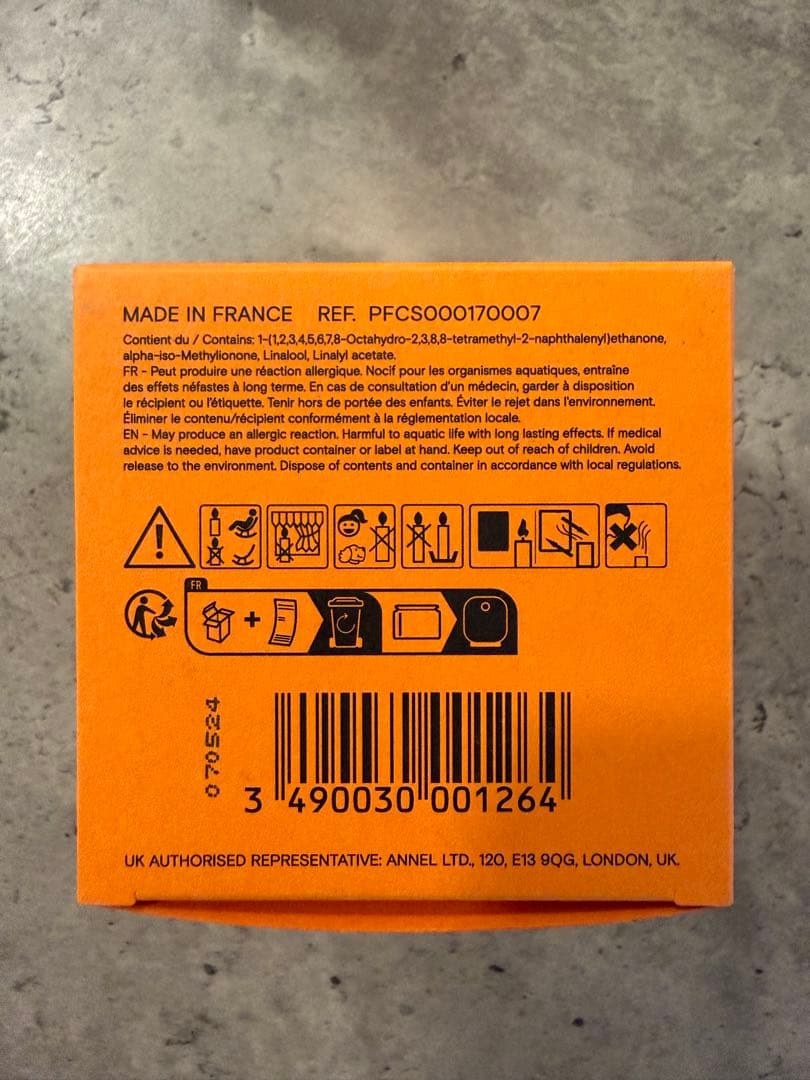 MADE IN FRANCE REF. PFCS000170007
Contient du / Contains: 1-(1,2,3,4,5,6,7,8-Octahydro-2,3,8,8-tetramethyl-2-naphthalenyl)ethanone,
alpha-iso-Methylionone, Linalool, Linalyl acetate.
FR - Peut produire une réaction allergique. Nocif pour les organismes aquatiques, entraîne
des effets néfastes à long terme. En cas de consultation d'un médecin, garder à disposition
le récipient ou l'étiquette. Tenir hors de portée des enfants. Éviter le rejet dans l'environnement.
Éliminer le contenu/récipient conformément à la réglementation locale.
EN - May produce an allergic reaction. Harmful to aquatic life with long lasting effects. If medical
advice is needed, have product container or label at hand. Keep out of reach of children. Avoid
release to the environment. Dispose of contents and container in accordance with local regulations.
FR
070524
3 490030 001264
UK AUTHORISED REPRESENTATIVE: ANNEL LTD., 120, E13 9QG, LONDON, UK.